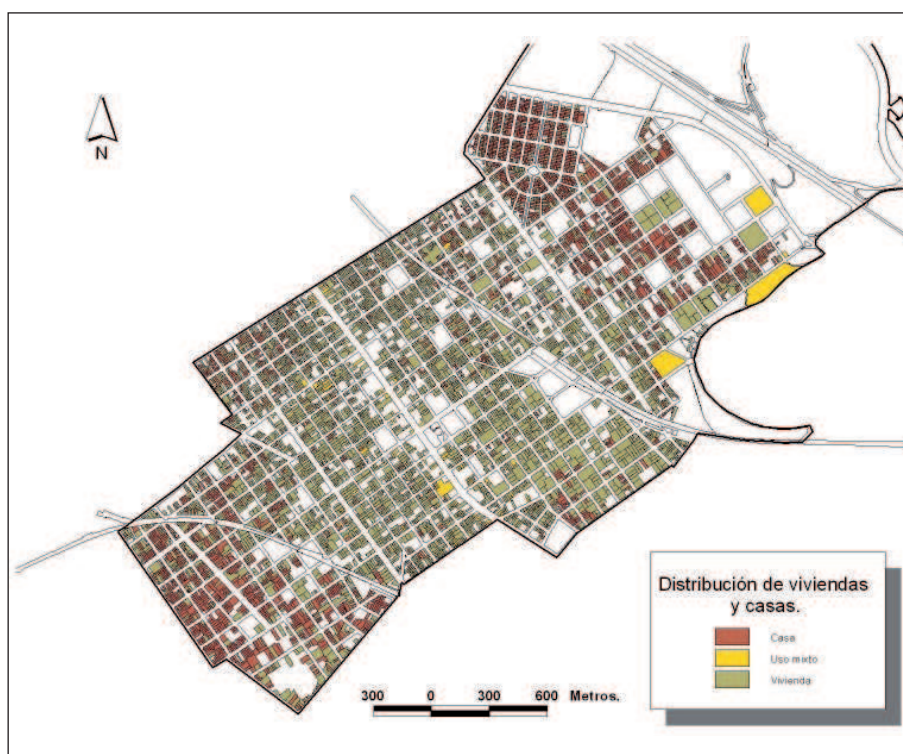 N
Distribución de viviendas
y casas.
Casa
Uso mixto
Vivienda
300 0 300 600 Metros.